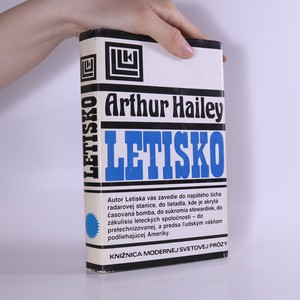 Arthur Hailey
LETISKO
Autor Letiska vás zavedie do napätého ticha
radarovej stanice, do lietadla, kde je skrytá
časovaná bomba, do súkromia stewardiek, do
zákulisia leteckých spoločností – do
pretechnizovanej, a predsa ľudským vášňam
podliehajúcej Ameriky.
KNIŽNICA MODERNEJ SVETOVEJ PRÓZY
LETISKO